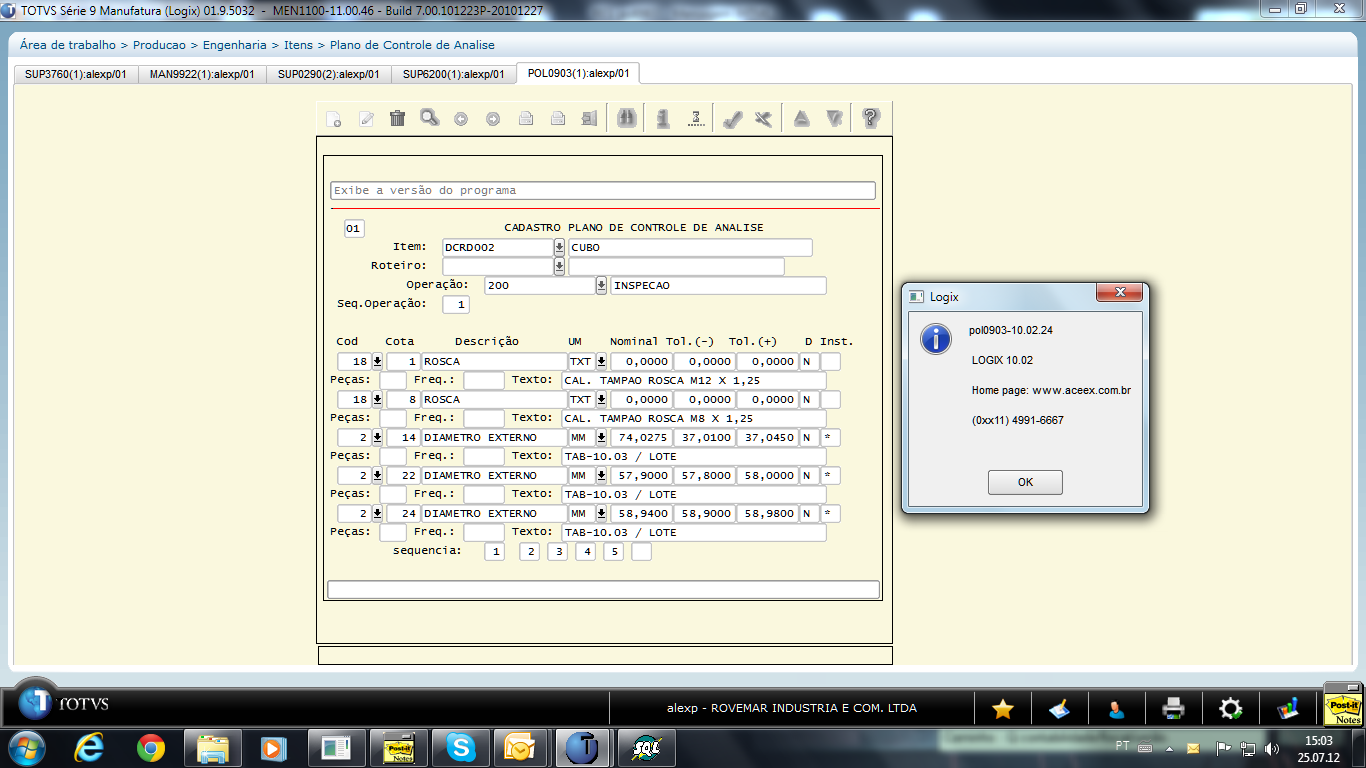 TOTVS Série 9 Manufatura (Logix) 01.9.5032 - MEN1100-11.00.46 - Build 7.00.101223P-20101227
Área de trabalho > Producao > Engenharia > Itens > Plano de Controle de Analise
SUP3760(1):alexp/01 MAN9922(1):alexp/01 SUP0290(2):alexp/01 SUP6200(1):alexp/01 POL0903(1):alexp/01
Exibe a versão do programa
01 CADASTRO PLANO DE CONTROLE DE ANALISE
Item: DCRD002 CUBO
Roteiro:
Operação: 200 INSPECAO
Seq.Operação: 1
Cod Cota Descrição UM Nominal Tol.(-) Tol.(+) D Inst.
18 1 ROSCA TXT 0,0000 0,0000 0,0000 N
Peças: Freq.: Texto: CAL. TAMPAO ROSCA M12 X 1,25
18 8 ROSCA TXT 0,0000 0,0000 0,0000 N
Peças: Freq.: Texto: CAL. TAMPAO ROSCA M8 X 1,25
2 14 DIAMETRO EXTERNO MM 74,0275 37,0100 37,0450 N *
Peças: Freq.: Texto: TAB-10.03 / LOTE
2 22 DIAMETRO EXTERNO MM 57,9000 57,8000 58,0000 N *
Peças: Freq.: Texto: TAB-10.03 / LOTE
2 24 DIAMETRO EXTERNO MM 58,9400 58,9000 58,9800 N *
Peças: Freq.: Texto: TAB-10.03 / LOTE
sequencia: 1 2 3 4 5
Logix
pol0903-10.02.24
LOGIX 10.02
Home page: www.aceex.com.br
(0xx11) 4991-6667
OK
TOTVS
alexp - ROVEMAR INDUSTRIA E COM. LTDA
Post-it
Notes
Post-it
Notes
SQL
PT
15:03
25.07.12